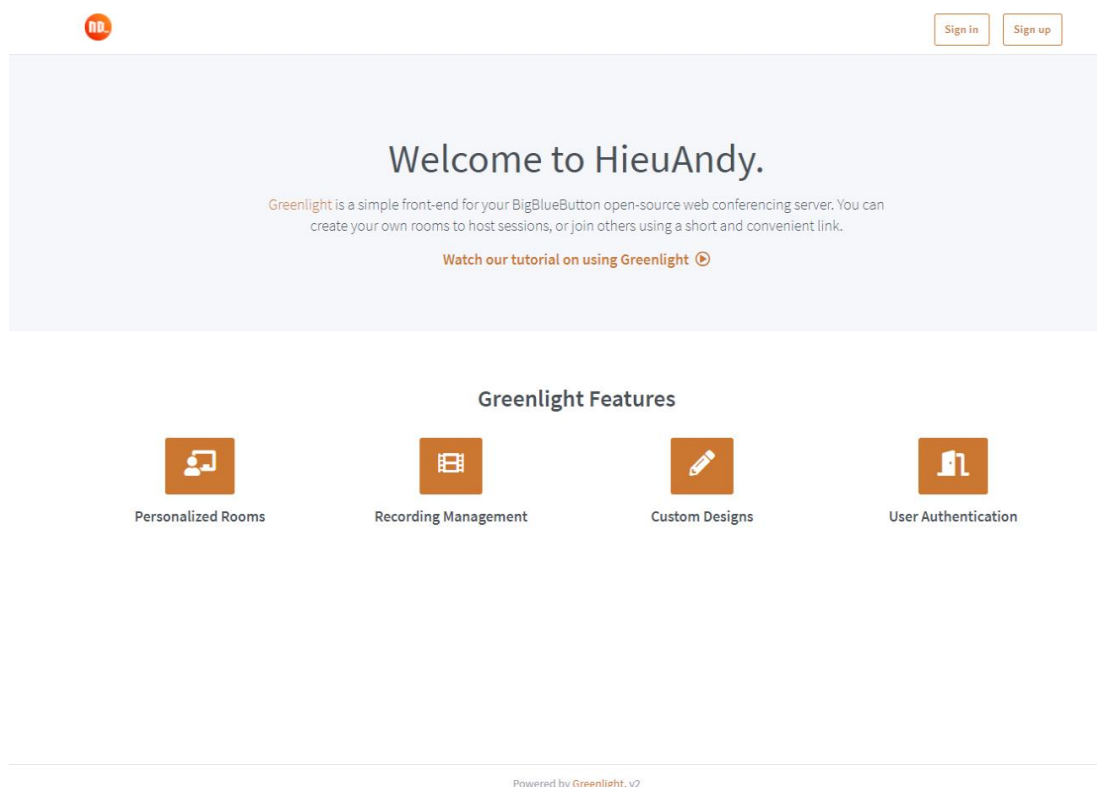 ND_
Sign in
Sign up
Welcome to HieuAndy.
Greenlight is a simple front-end for your BigBlueButton open-source web conferencing server. You can
create your own rooms to host sessions, or join others using a short and convenient link.
Watch our tutorial on using Greenlight
Greenlight Features
Personalized Rooms
Recording Management
Custom Designs
User Authentication
Powered by Greenlight. v2